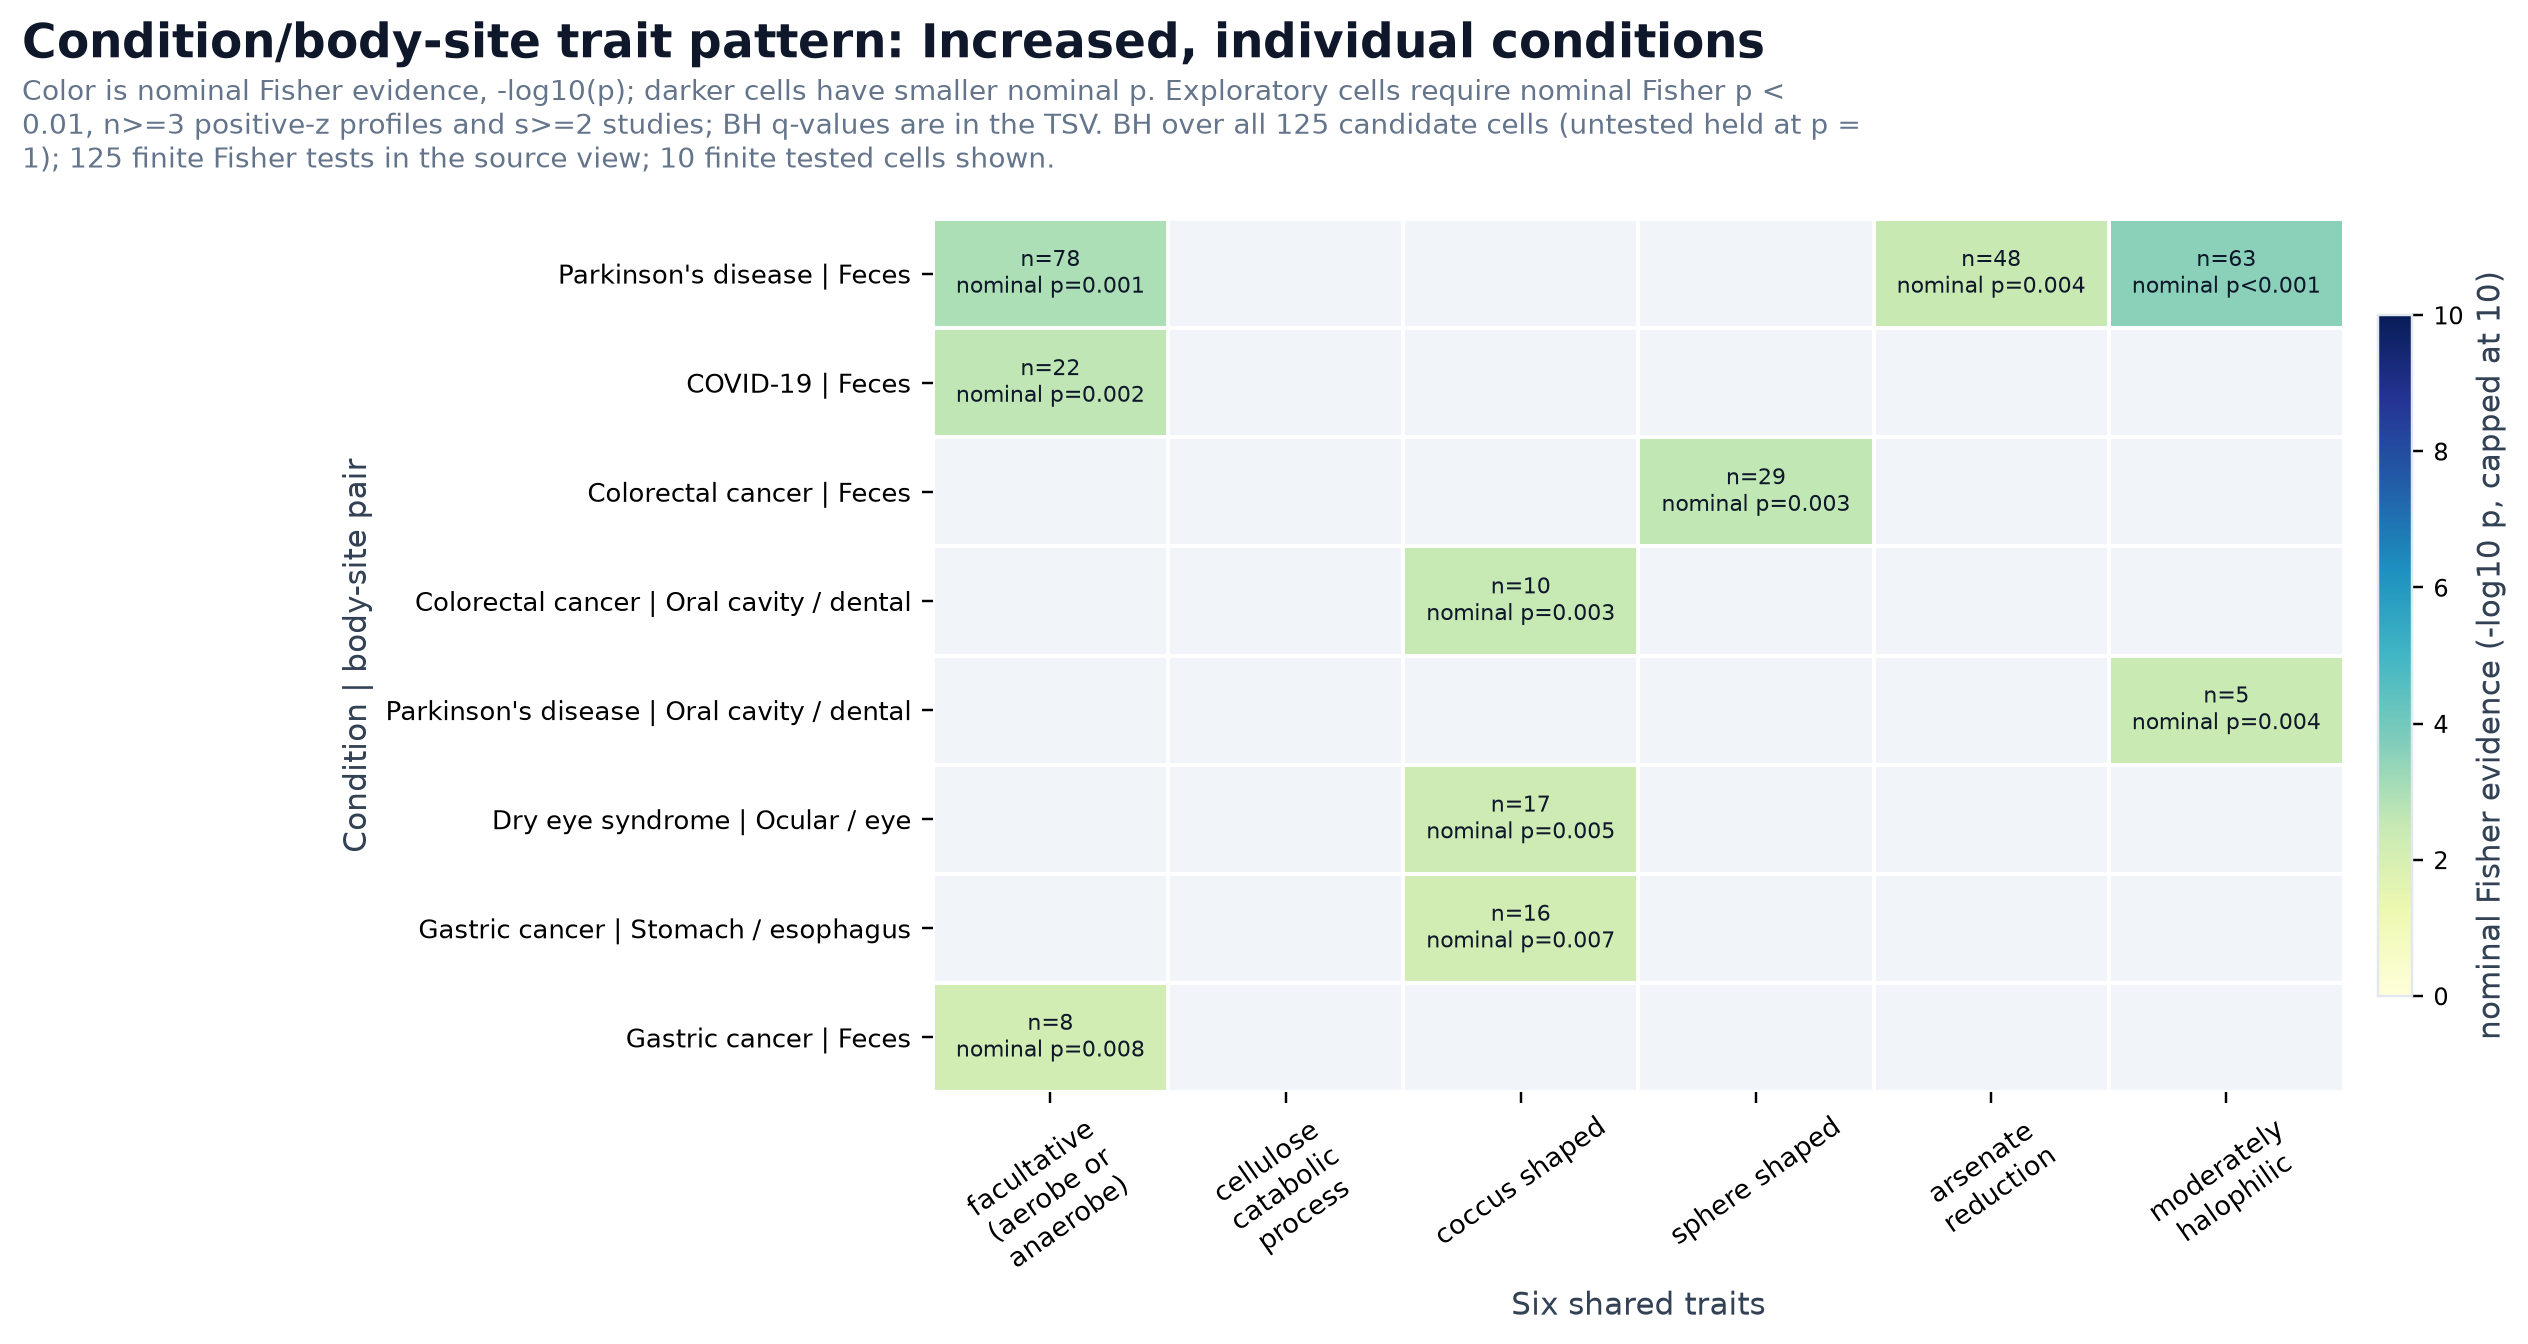 Condition/body-site trait pattern: Increased, individual conditions
Color is nominal Fisher evidence, -log10(p); darker cells have smaller nominal p. Exploratory cells require nominal Fisher p <
0.01, n>=3 positive-z profiles and s>=2 studies; BH q-values are in the TSV. BH over all 125 candidate cells (untested held at p =
1); 125 finite Fisher tests in the source view; 10 finite tested cells shown.
Condition | body-site pair
Parkinson's disease | Feces
n=78
nominal p=0.001
n=48
nominal p=0.004
n=63
nominal p<0.001
COVID-19 | Feces
n=22
nominal p=0.002
Colorectal cancer | Feces
n=29
nominal p=0.003
Colorectal cancer | Oral cavity / dental
n=10
nominal p=0.003
Parkinson's disease | Oral cavity / dental
n=5
nominal p=0.004
Dry eye syndrome | Ocular / eye
n=17
nominal p=0.005
Gastric cancer | Stomach / esophagus
n=16
nominal p=0.007
Gastric cancer | Feces
n=8
nominal p=0.008
facultative
(aerobe or
anaerobe)
cellulose
catabolic
process
coccus shaped
sphere shaped
arsenate
reduction
moderately
halophilic
Six shared traits
10
8
6
4
2
0
nominal Fisher evidence (-log10 p, capped at 10)